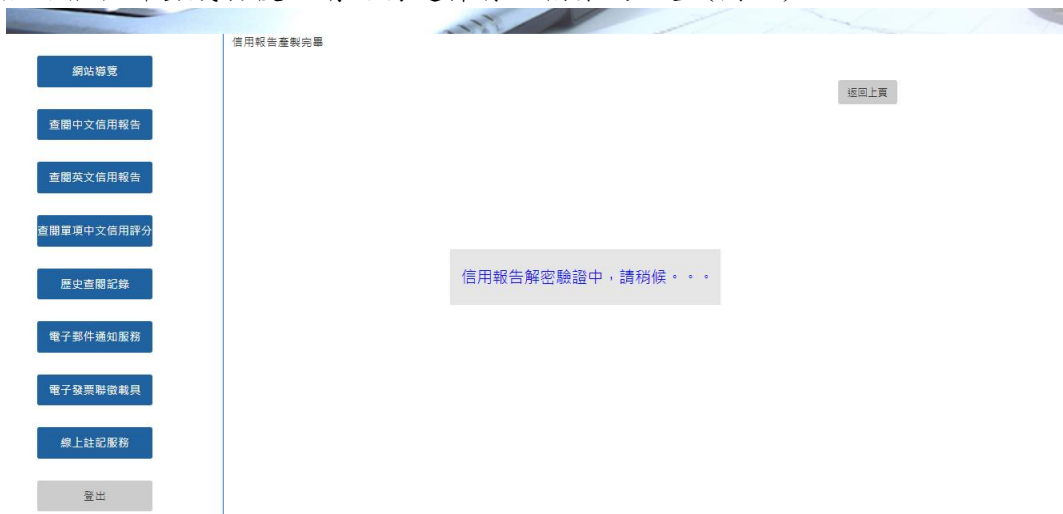 信用報告產製完畢
網站導覽
返回上頁
查閱中文信用報告
查閱英文信用報告
查閱單項中文信用評分
信用報告解密驗證中，請稍候。。。
歷史查閱記錄
電子郵件通知服務
電子發票聯徵載具
線上註記服務
登出